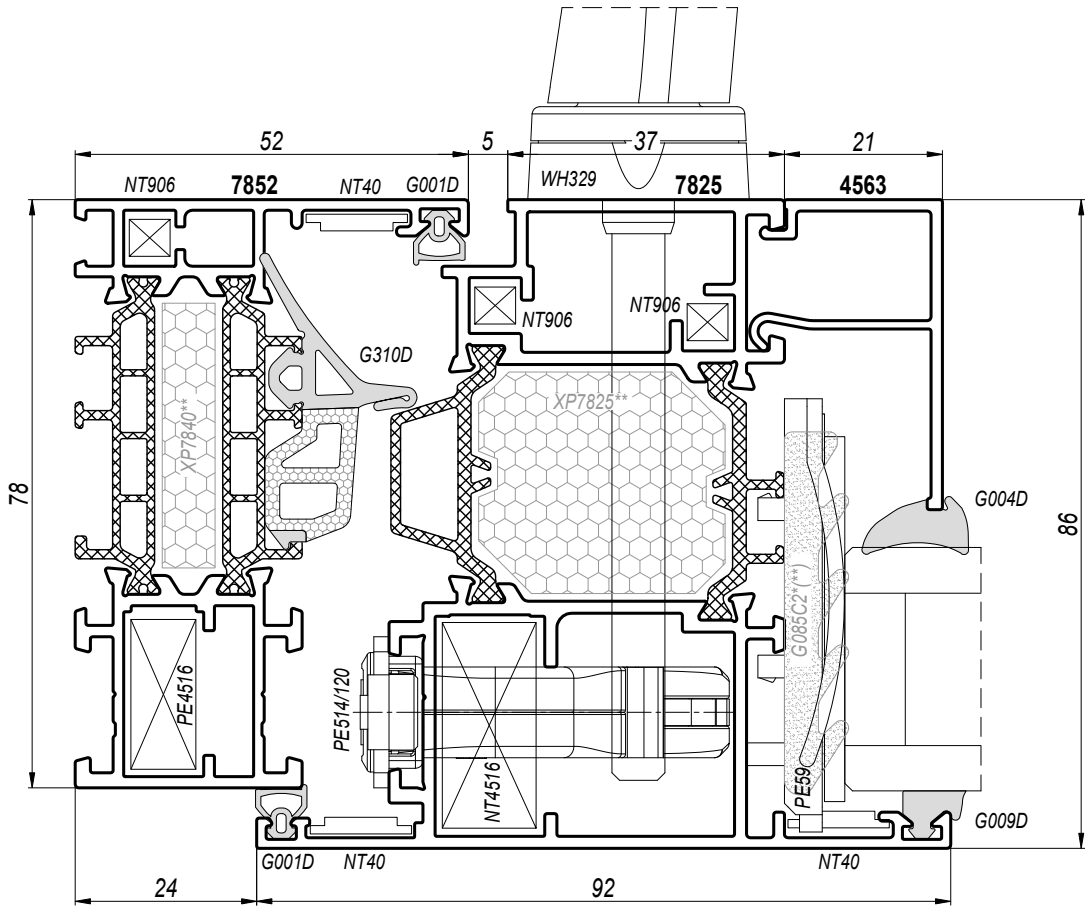 52
5
37
21
NT906
7852
NT40
G001D
WH329
7825
4563
NT906
NT906
G310D
XP7840**
XP7825**
78
86
G004D
G085C2*(**)
PE4516
PE514/120
NT4516
PE59
G009D
G001D
NT40
NT40
24
92